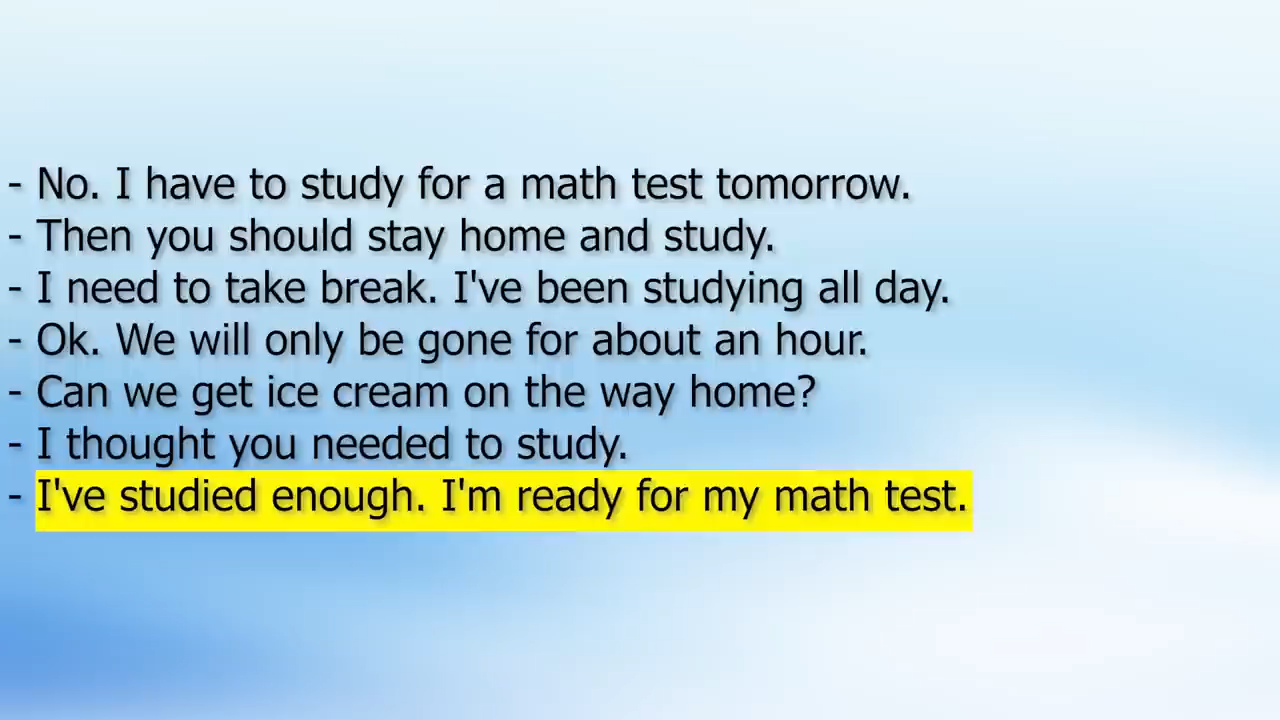 - No. I have to study for a math test tomorrow.
- Then you should stay home and study.
- I need to take break. I've been studying all day.
- Ok. We will only be gone for about an hour.
- Can we get ice cream on the way home?
- I thought you needed to study.
- I've studied enough. I'm ready for my math test.